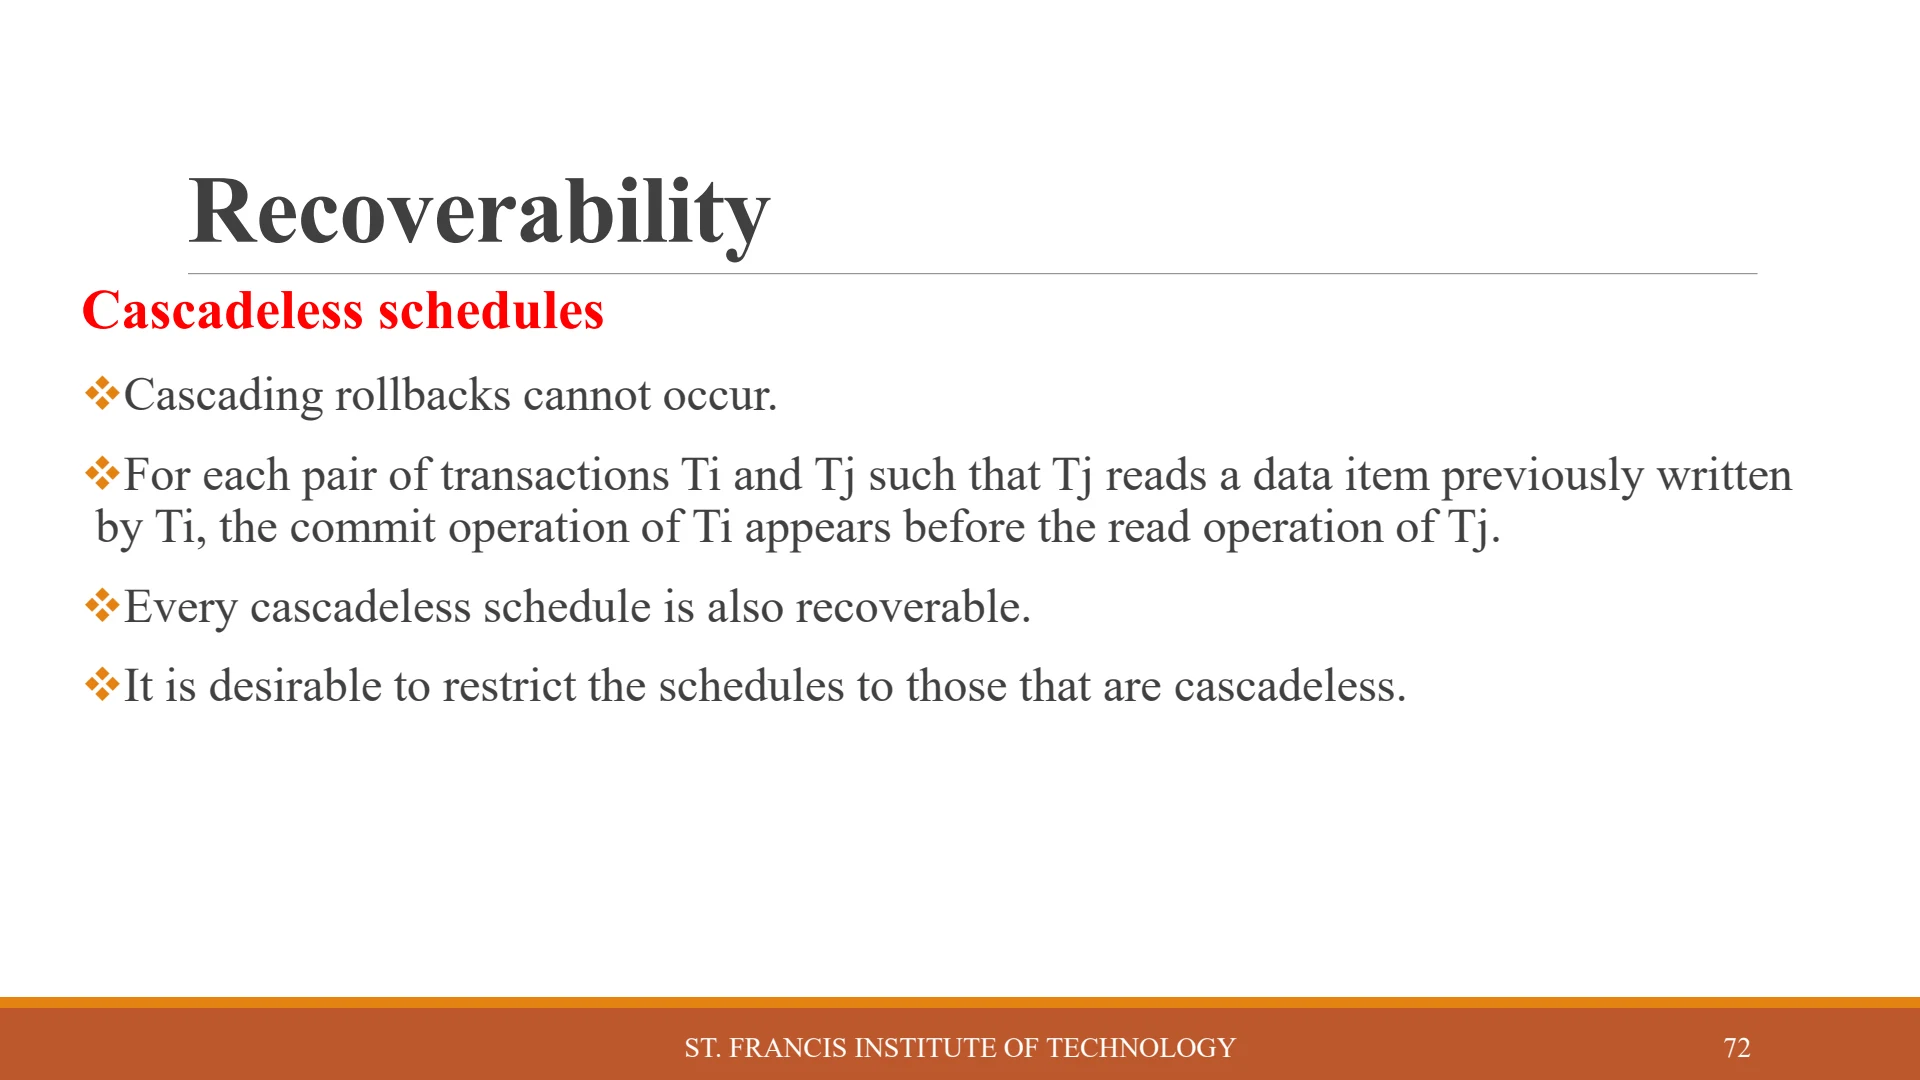 Recoverability
Cascadeless schedules
❖Cascading rollbacks cannot occur.
❖For each pair of transactions Ti and Tj such that Tj reads a data item previously written
by Ti, the commit operation of Ti appears before the read operation of Tj.
❖Every cascadeless schedule is also recoverable.
❖It is desirable to restrict the schedules to those that are cascadeless.
ST. FRANCIS INSTITUTE OF TECHNOLOGY
72